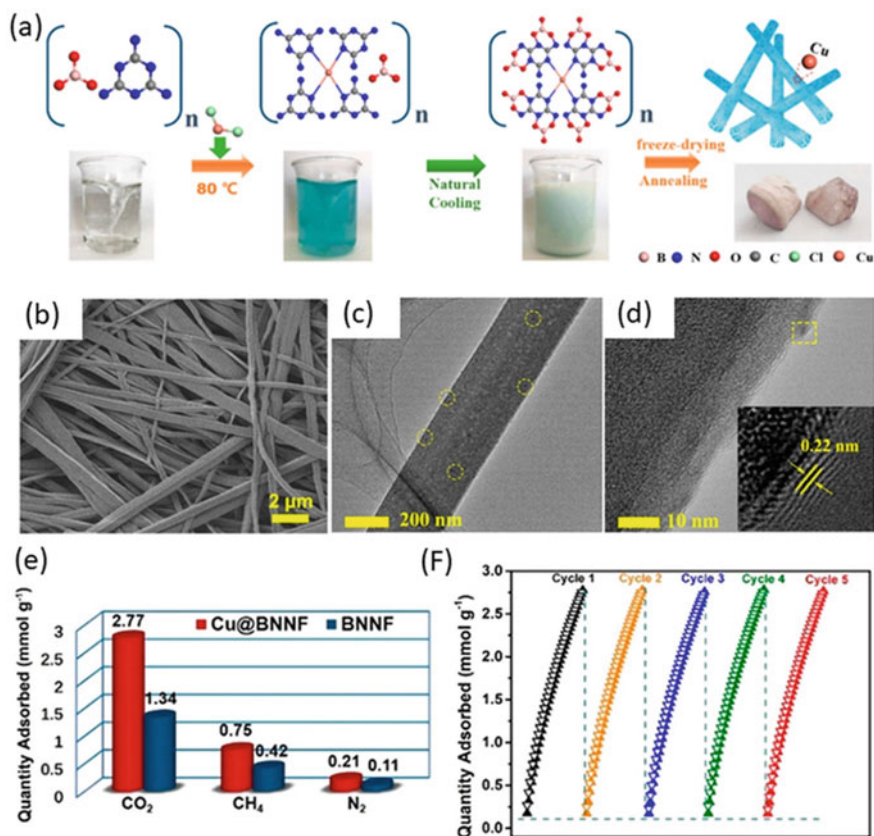 (a)
n
80 ℃
n
Natural
Cooling
n
freeze-drying
Annealing
Cu
B N O C Cl Cu
(b)
2 μm
(c)
200 nm
(d)
0.22 nm
10 nm
(e)
Quantity Adsorbed (mmol g⁻¹)
3
2.5
2
1.5
1
0.5
0
Cu@BNNF BNNF
2.77
1.34
0.75
0.42
0.21
0.11
CO₂ CH₄ N₂
(F)
Quantity Adsorbed (mmol g⁻¹)
3.0
2.5
2.0
1.5
1.0
0.5
0.0
Cycle 1 Cycle 2 Cycle 3 Cycle 4 Cycle 5